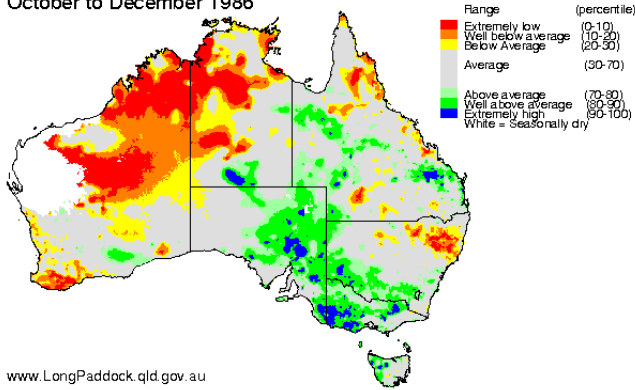 October to December 1986
Range (percentile)
Extremely low (0-10)
Well below average (10-20)
Below Average (20-30)
Average (30-70)
Above average (70-80)
Well above average (80-90)
Extremely high (90-100)
White = Seasonally dry
www.LongPaddock.qld.gov.au